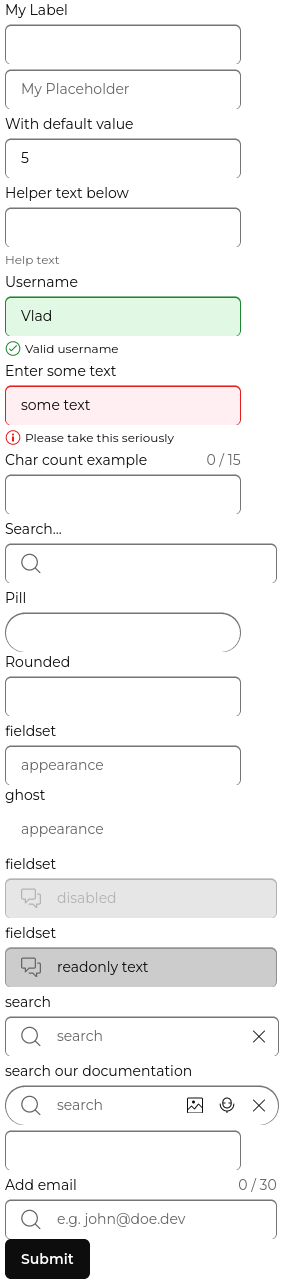 My Label
My Placeholder
With default value
5
Helper text below
Help text
Username
Vlad
Valid username
Enter some text
some text
Please take this seriously
Char count example 0 / 15
Search...
Pill
Rounded
fieldset
appearance
ghost
appearance
fieldset
disabled
fieldset
readonly text
search
search
search our documentation
search
Add email 0 / 30
e.g. john@doe.dev
Submit